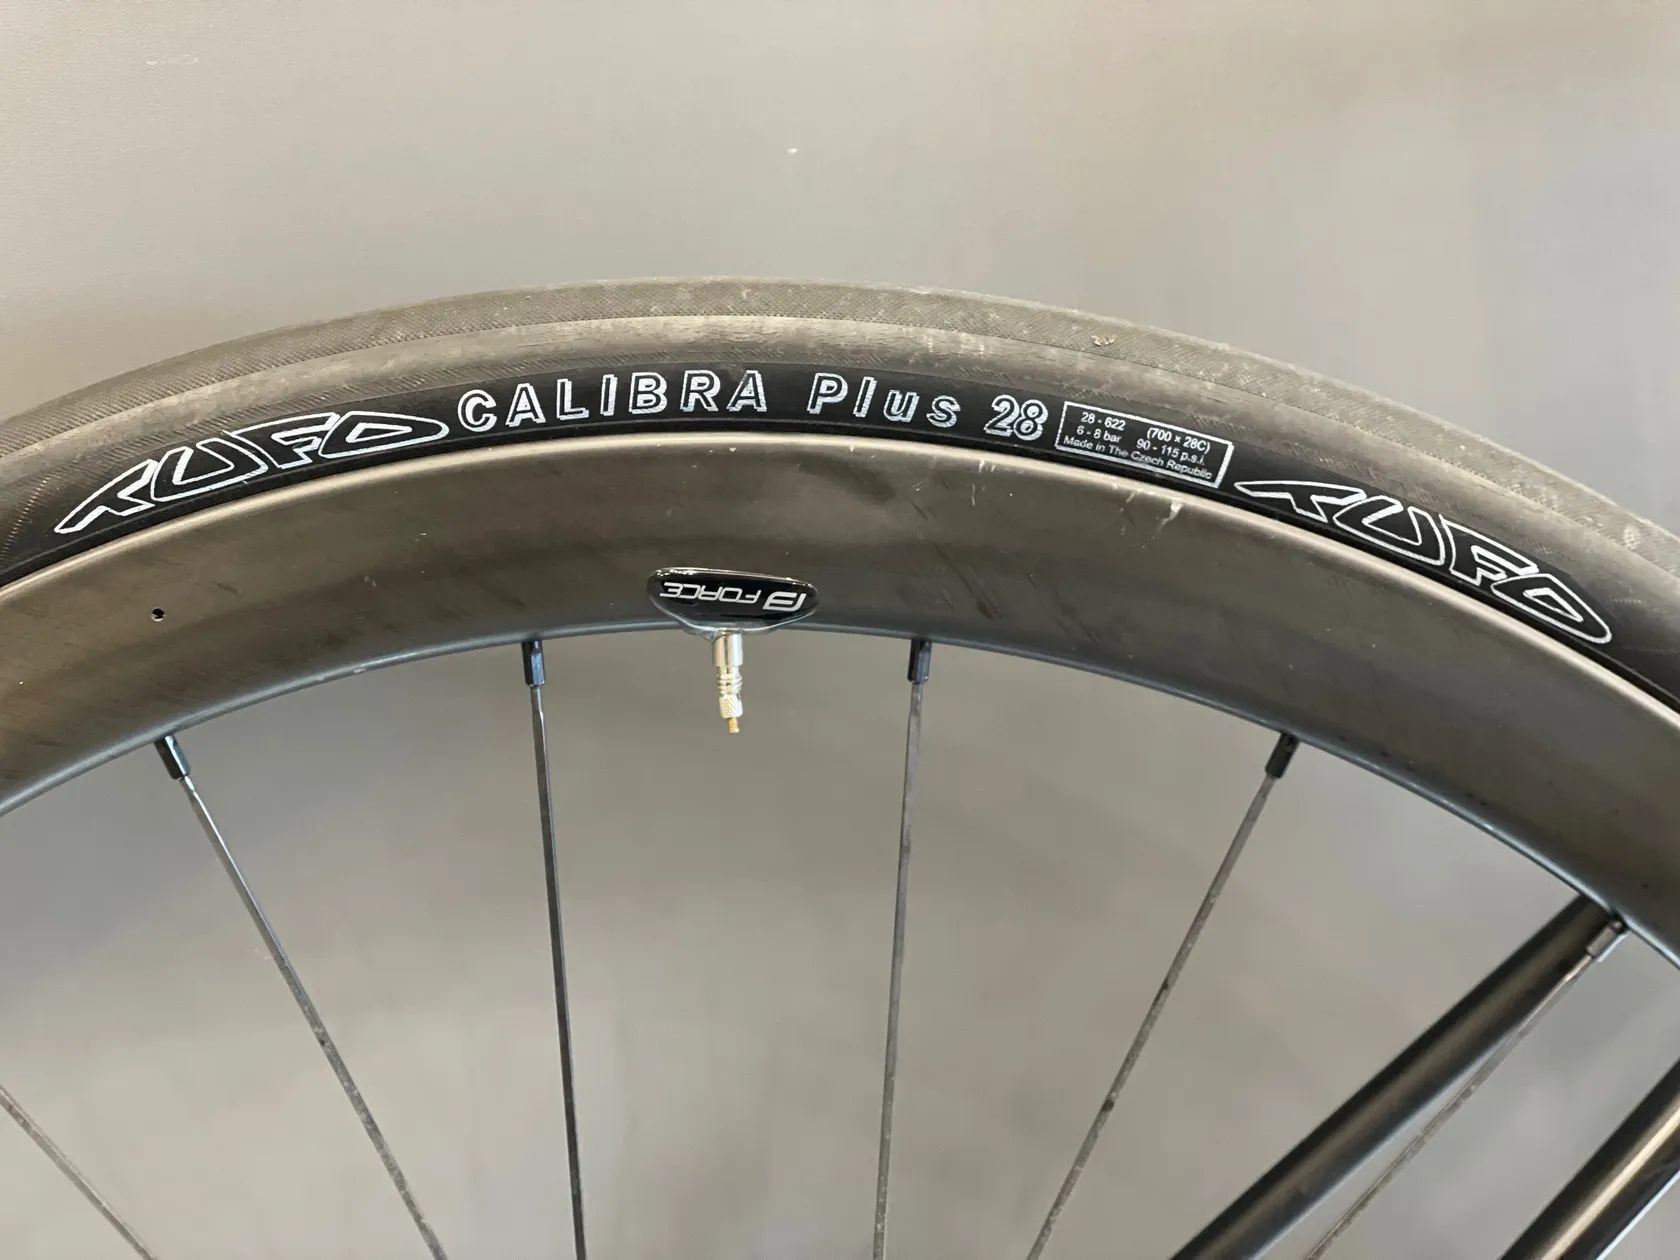 TUFO CALIBRA Plus 28
28 - 622 (700 x 28C)
6 - 8 bar 90 - 115 p.s.i.
Made in The Czech Republic
TUFO
FORCE